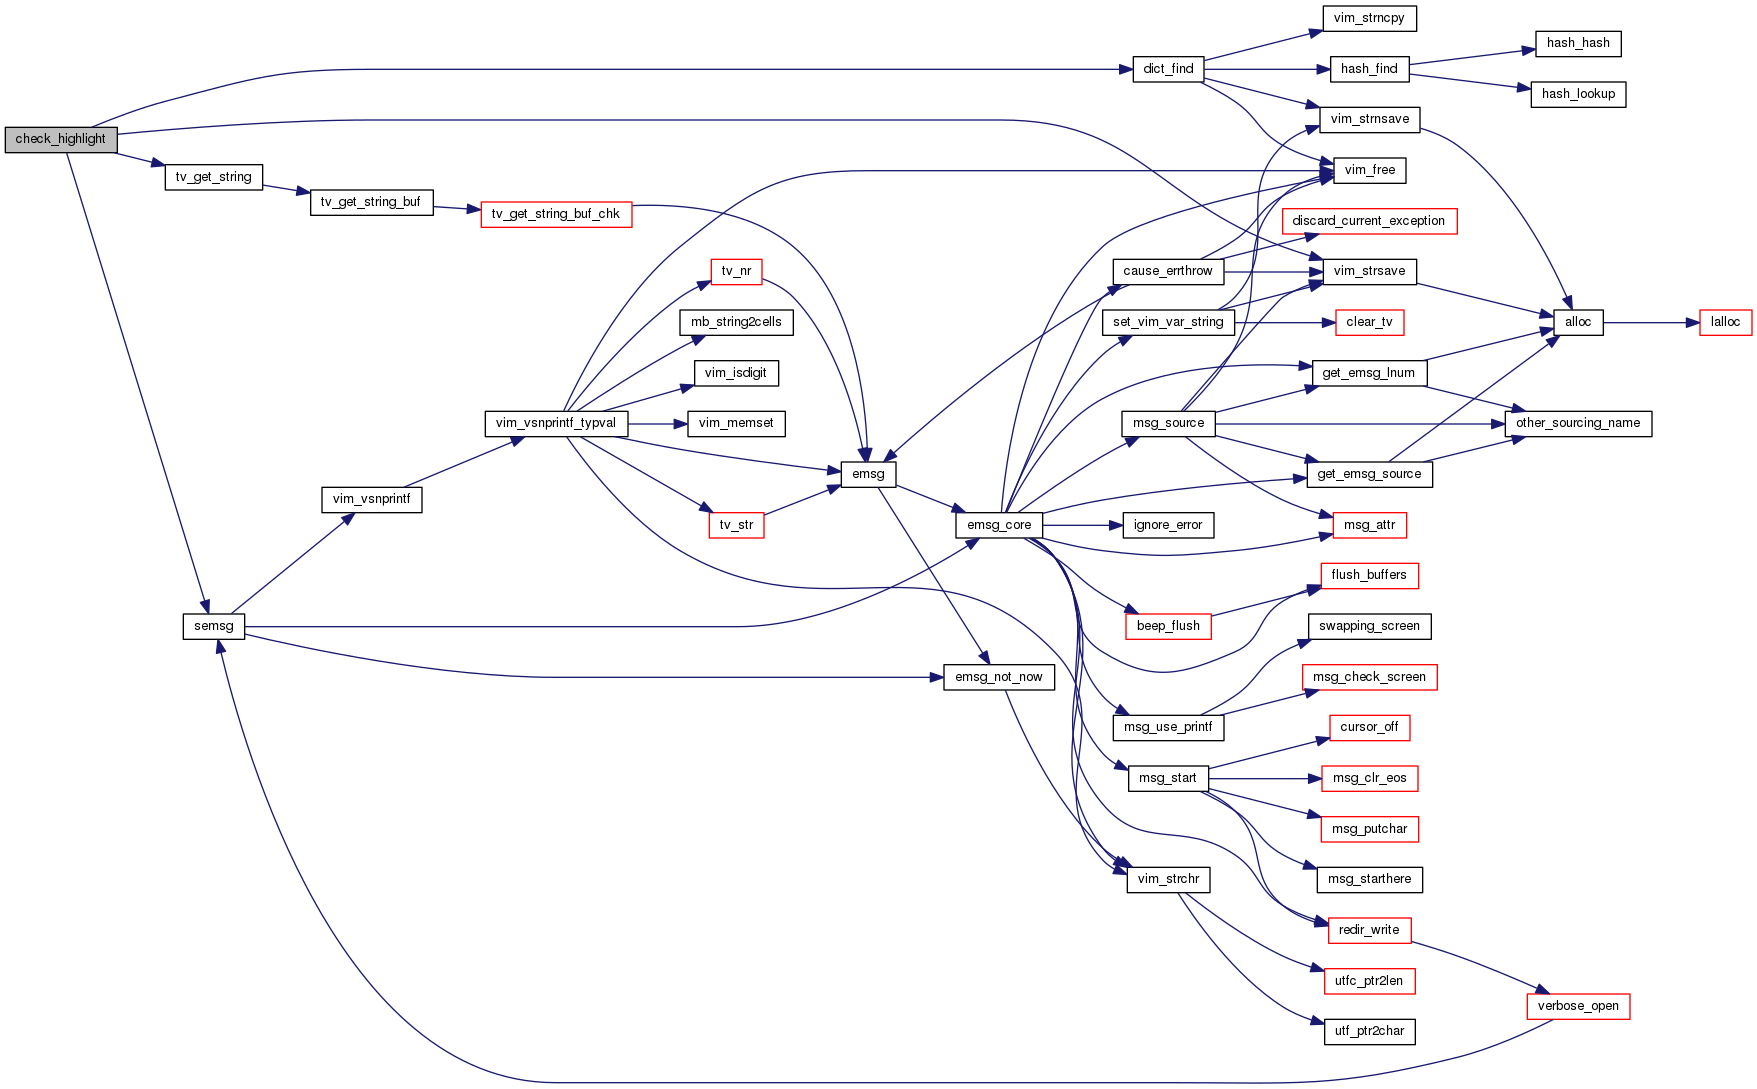 check_highlight
dict_find
vim_strncpy
hash_find
hash_hash
hash_lookup
vim_strnsave
vim_free
tv_get_string
tv_get_string_buf
tv_get_string_buf_chk
discard_current_exception
cause_errthrow
vim_strsave
tv_nr
mb_string2cells
set_vim_var_string
clear_tv
alloc
lalloc
vim_isdigit
get_emsg_lnum
vim_vsnprintf_typval
vim_memset
msg_source
other_sourcing_name
emsg
get_emsg_source
vim_vsnprintf
tv_str
emsg_core
ignore_error
msg_attr
flush_buffers
semsg
beep_flush
swapping_screen
emsg_not_now
msg_check_screen
msg_use_printf
cursor_off
msg_start
msg_clr_eos
msg_putchar
vim_strchr
msg_starthere
redir_write
utfc_ptr2len
verbose_open
utf_ptr2char